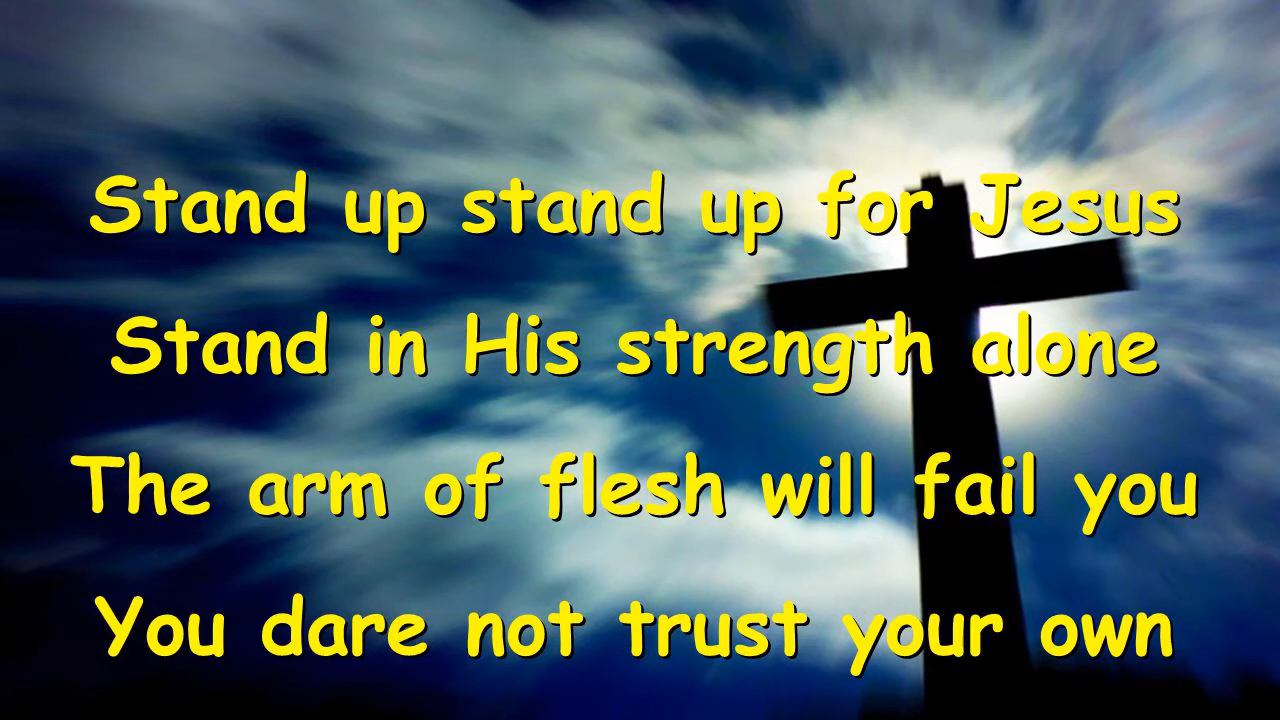 Stand up stand up for Jesus
Stand in His strength alone
The arm of flesh will fail you
You dare not trust your own